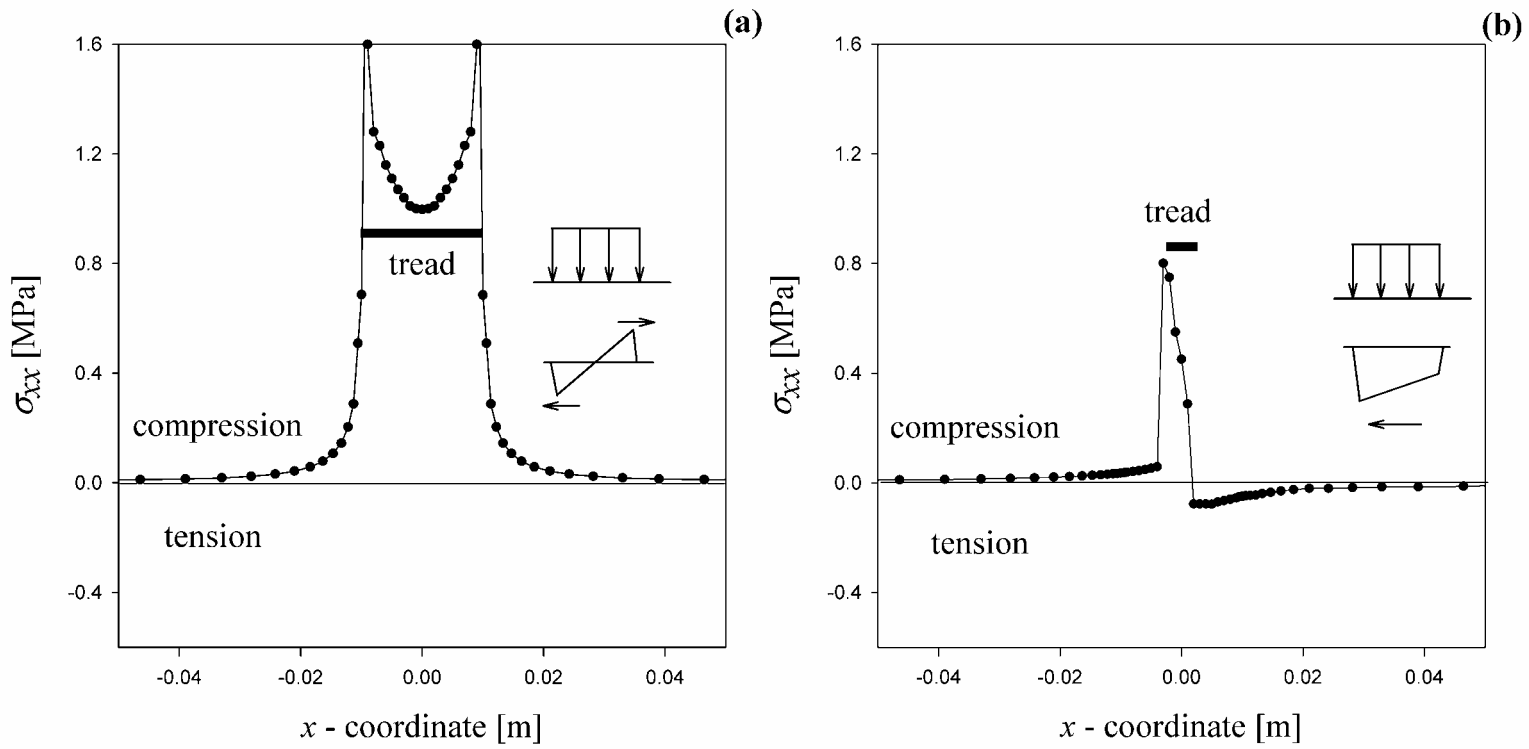 (a)
1.6
1.2
0.8
0.4
0.0
-0.4
σxx [MPa]
tread
compression
tension
-0.04
-0.02
0.00
0.02
0.04
x - coordinate [m]
(b)
1.6
1.2
0.8
0.4
0.0
-0.4
σxx [MPa]
tread
compression
tension
-0.04
-0.02
0.00
0.02
0.04
x - coordinate [m]